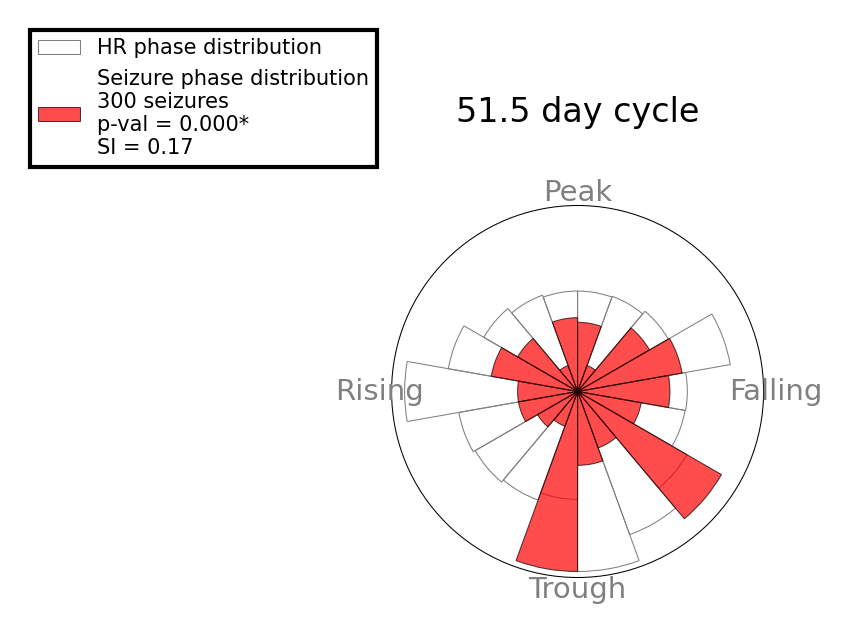 HR phase distribution
Seizure phase distribution
300 seizures
p-val = 0.000*
SI = 0.17
51.5 day cycle
Peak
Rising
Falling
Trough